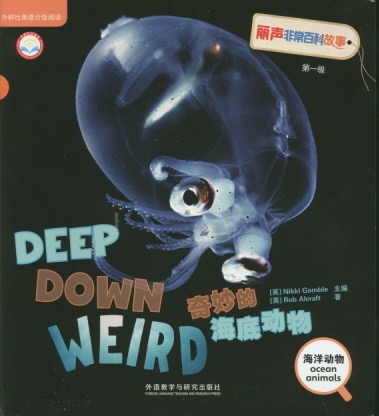 外研社英语分级阅读
丽声非常百科故事
第一级
DEEP
DOWN
WEIRD
奇妙的
海底动物
[英] Nikki Gamble 主编
[英] Rob Alcraft 著
海洋动物
ocean
animals
外语教学与研究出版社
FOREIGN LANGUAGE TEACHING AND RESEARCH PRESS